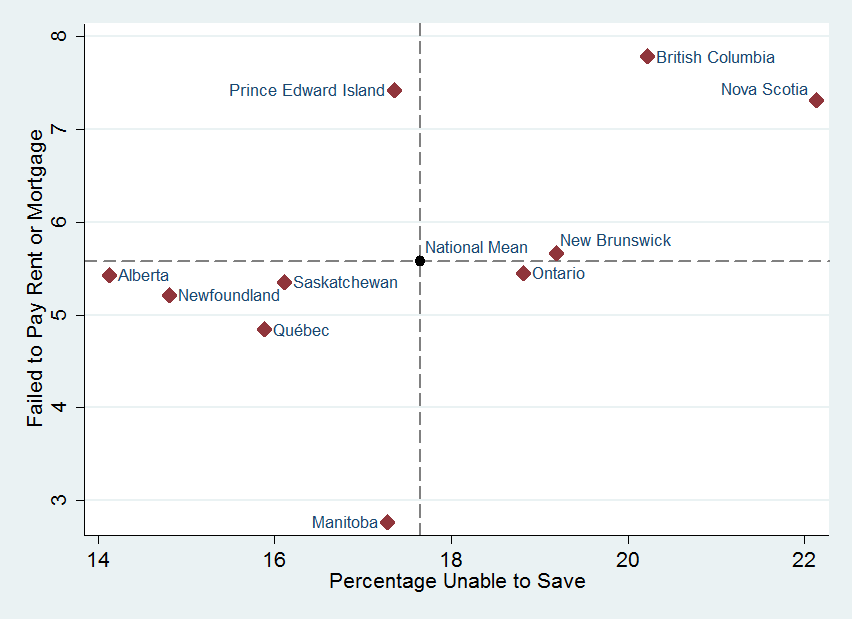 8
British Columbia
Prince Edward Island
Nova Scotia
7
6
New Brunswick
National Mean
Alberta
Ontario
Saskatchewan
Newfoundland
5
Québec
4
3
Manitoba
Failed to Pay Rent or Mortgage
14 16 18 20 22
Percentage Unable to Save